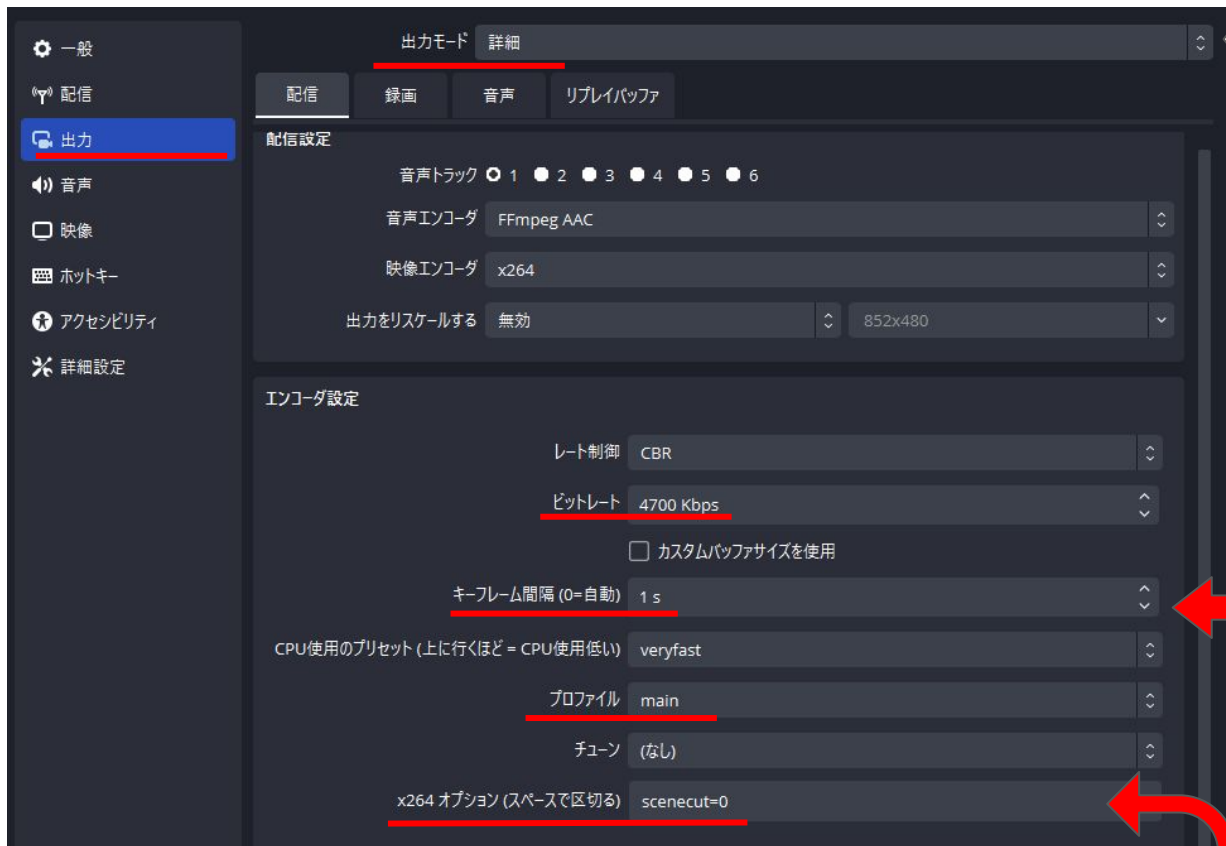 一般
配信
出力
音声
映像
ホットキー
アクセシビリティ
詳細設定
出力モード 詳細
配信 録画 音声 リプレイバッファ
配信設定
音声トラック 1 2 3 4 5 6
音声エンコーダ FFmpeg AAC
映像エンコーダ x264
出力をリスケールする 無効 852x480
エンコーダ設定
レート制御 CBR
ビットレート 4700 Kbps
カスタムバッファサイズを使用
キーフレーム間隔 (0=自動) 1 s
CPU使用のプリセット (上に行くほど = CPU使用低い) veryfast
プロファイル main
チューン (なし)
x264 オプション (スペースで区切る) scenecut=0